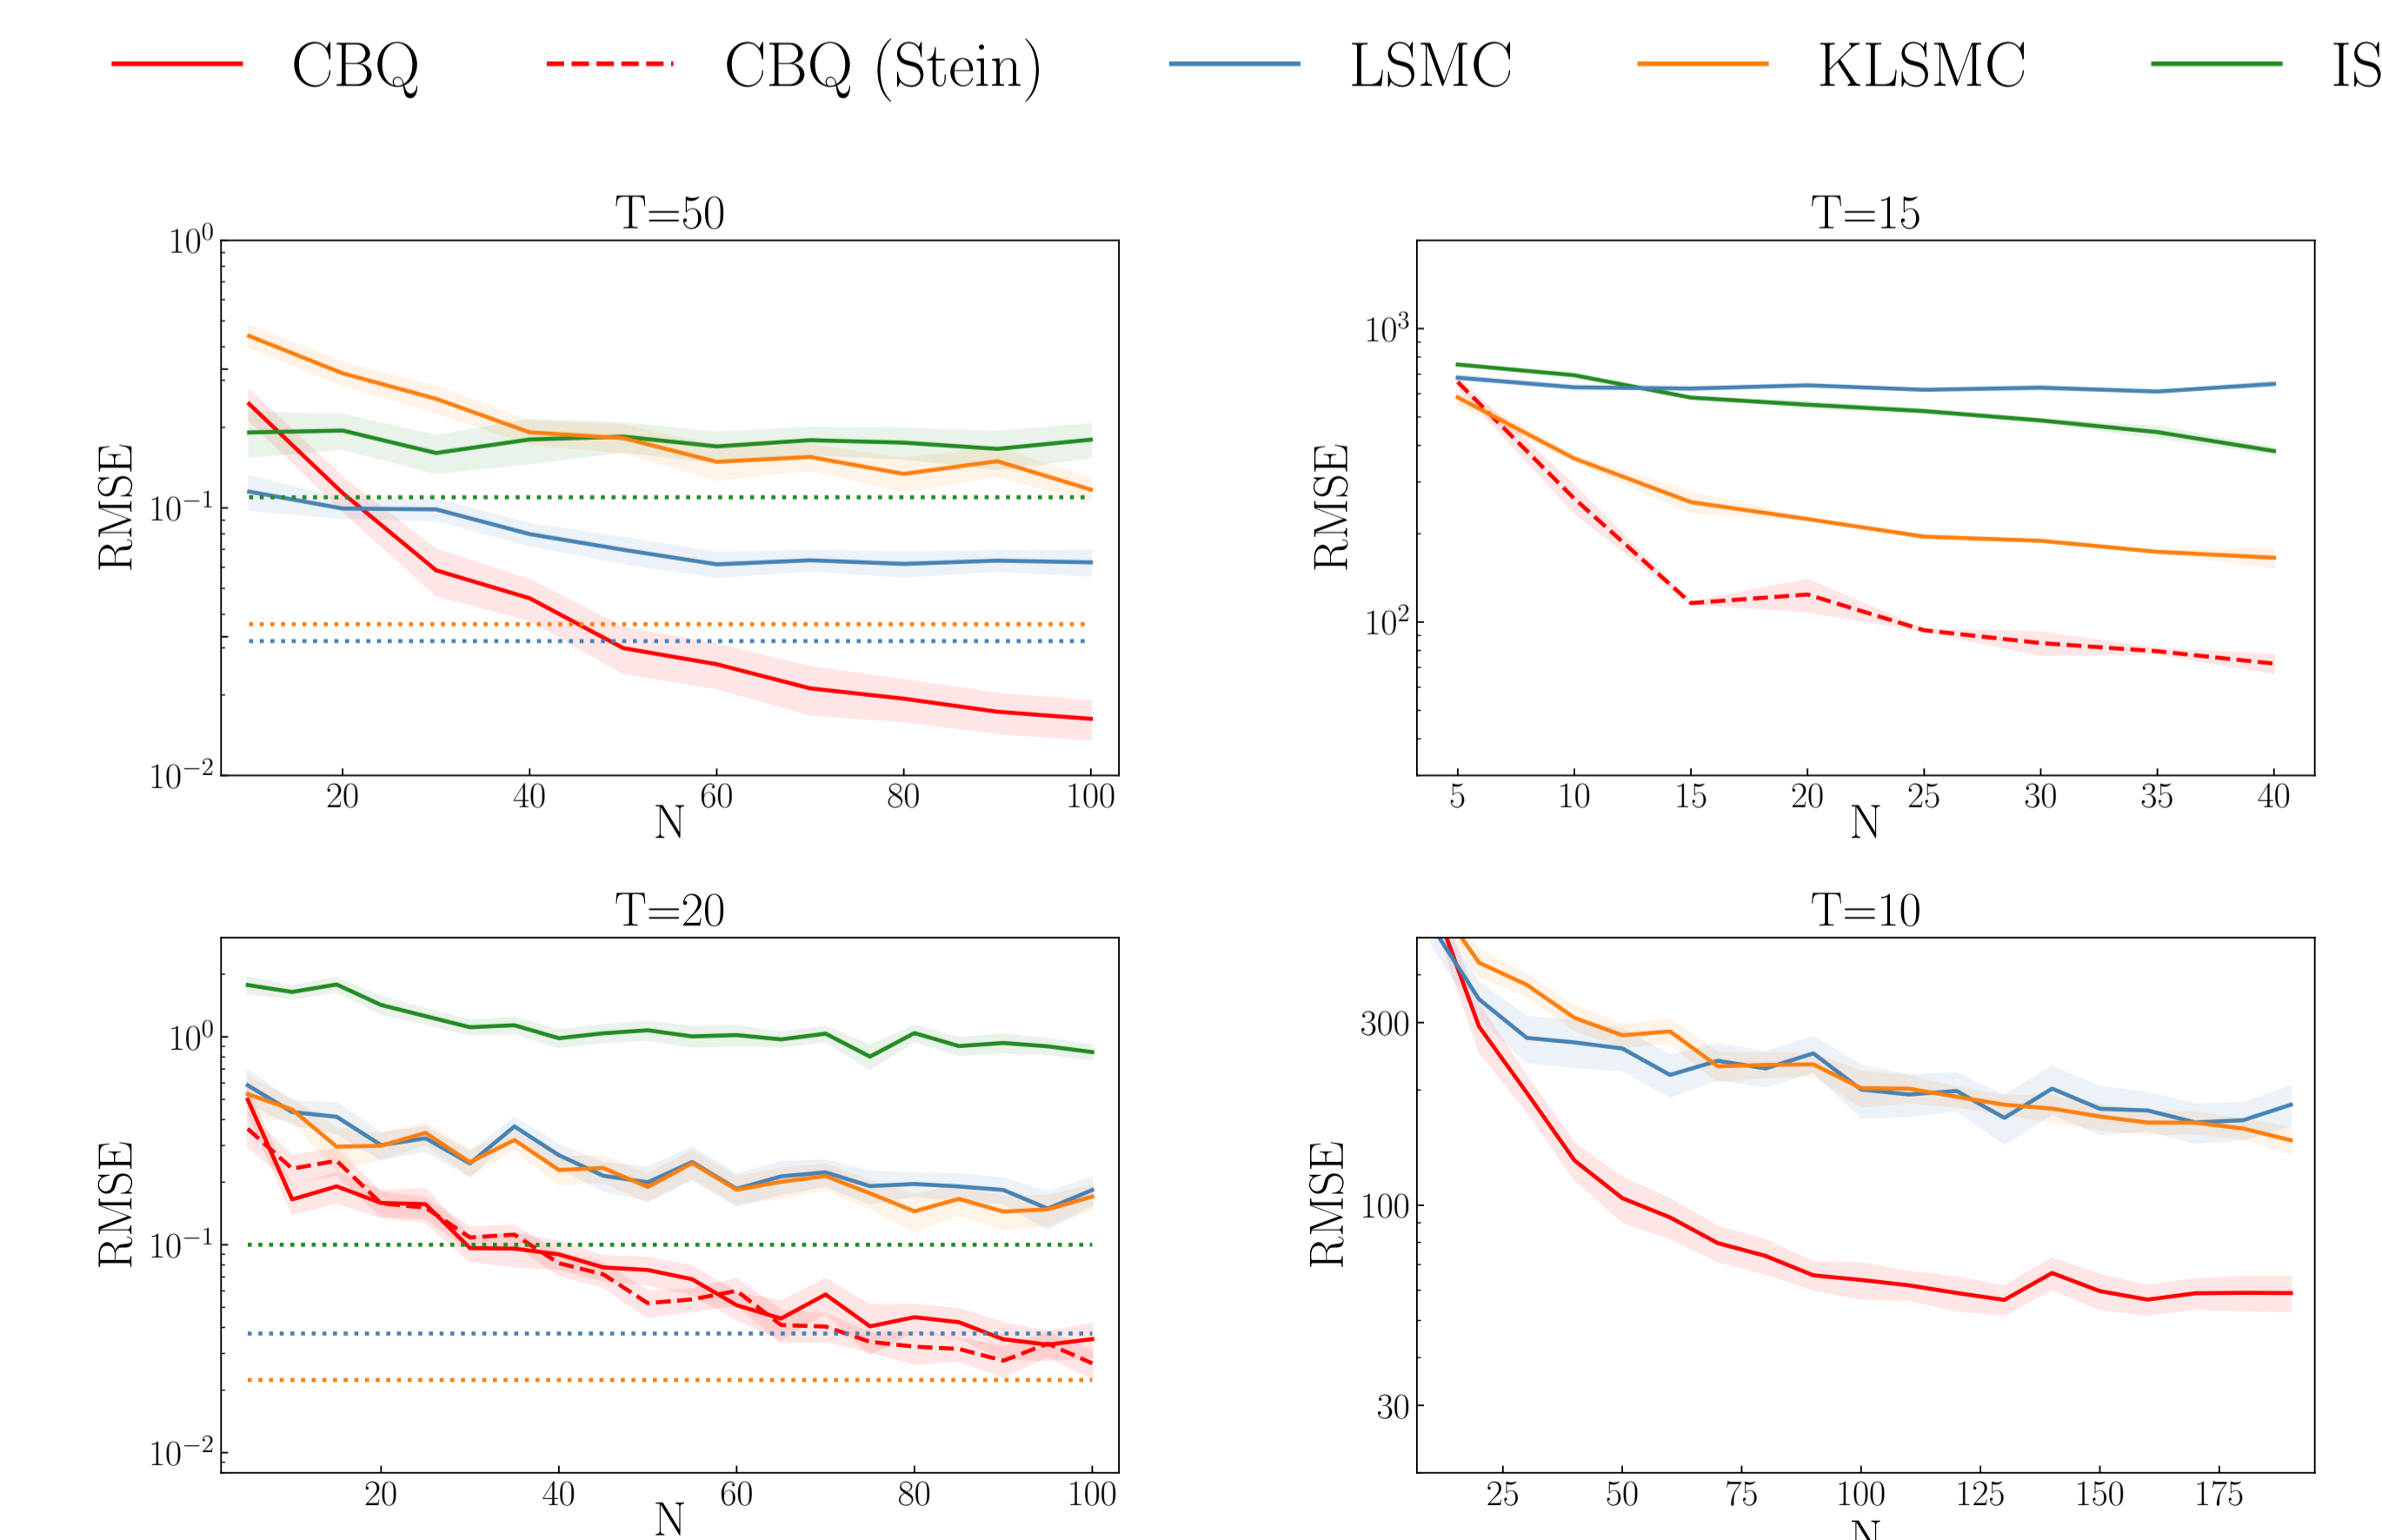 CBQ CBQ (Stein) LSMC KLSMC IS
T=50
RMSE
10^0
10^{-1}
10^{-2}
20 40 60 80 100
N
T=15
RMSE
10^3
10^2
5 10 15 20 25 30 35 40
N
T=20
RMSE
10^0
10^{-1}
10^{-2}
20 40 60 80 100
N
T=10
RMSE
300
100
30
25 50 75 100 125 150 175
N